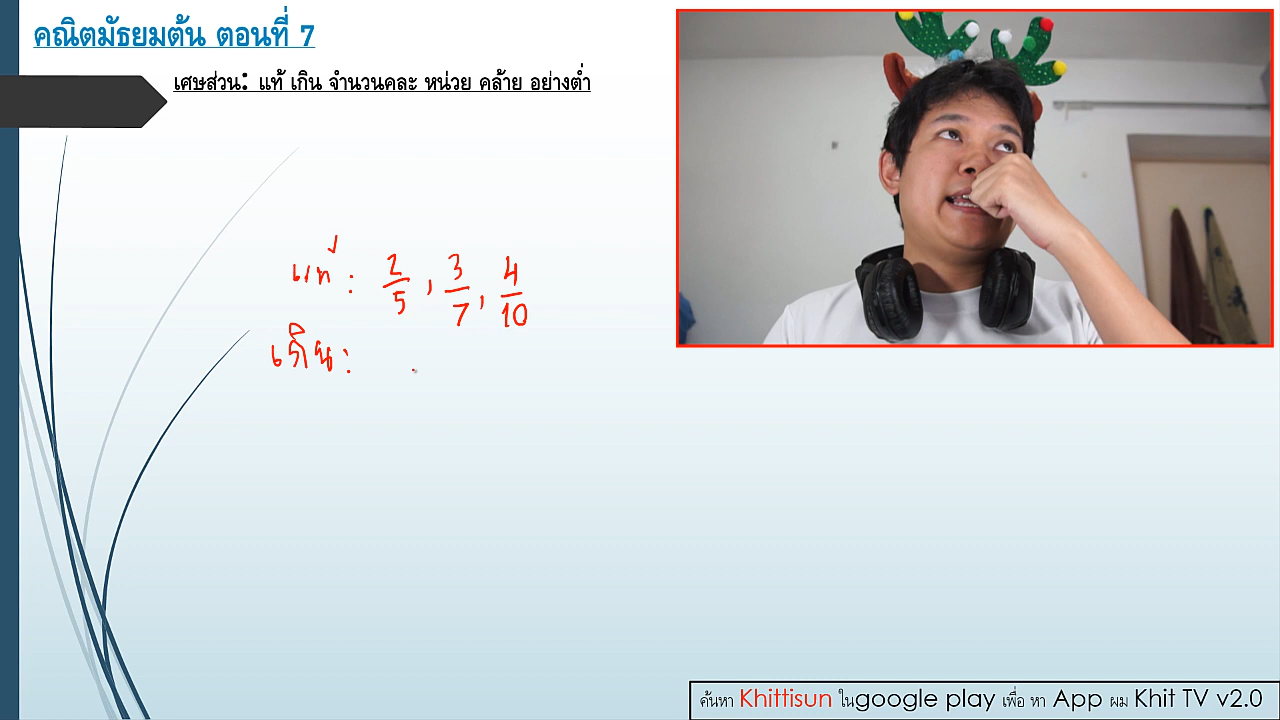 คณิตมัธยมต้น ตอนที่ 7
เศษส่วน: แท้ เกิน จำนวนคละ หน่วย คล้าย อย่างต่ำ
แท้ : 2/5 , 3/7 , 4/10
เกิน :
ค้นหา Khittisun ในgoogle play เพื่อ หา App ผม Khit TV v2.0